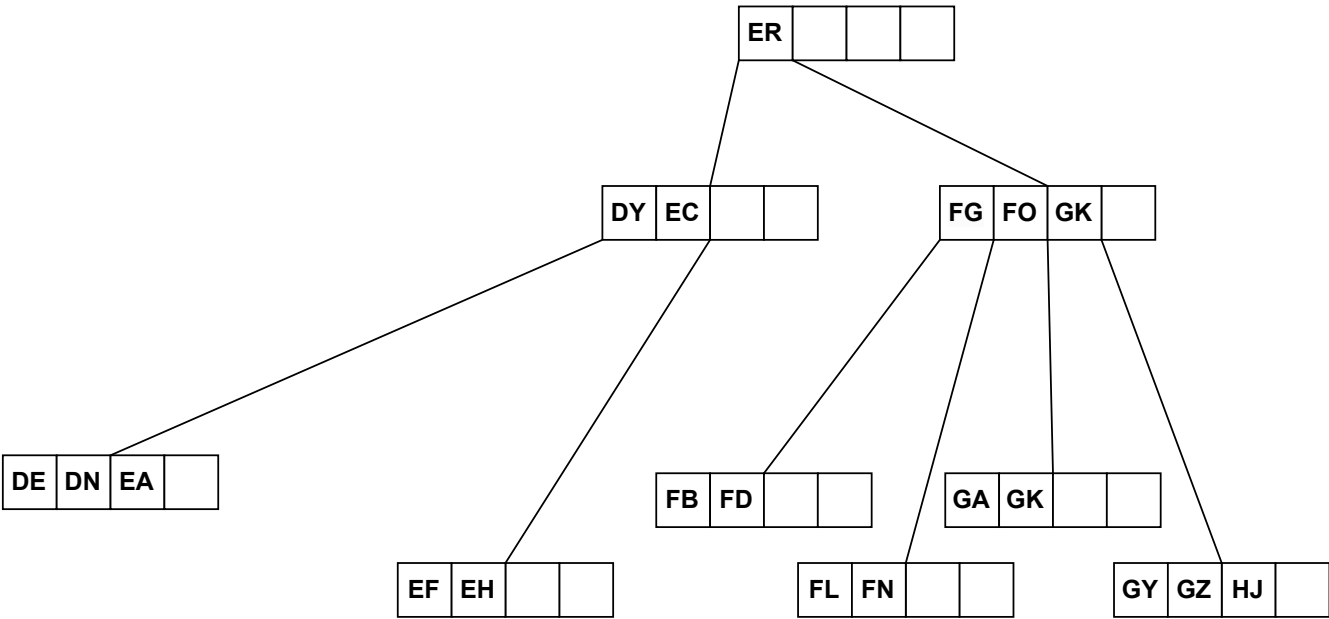 ER
DY EC
FG FO GK
DE DN EA
FB FD
GA GK
EF EH
FL FN
GY GZ HJ